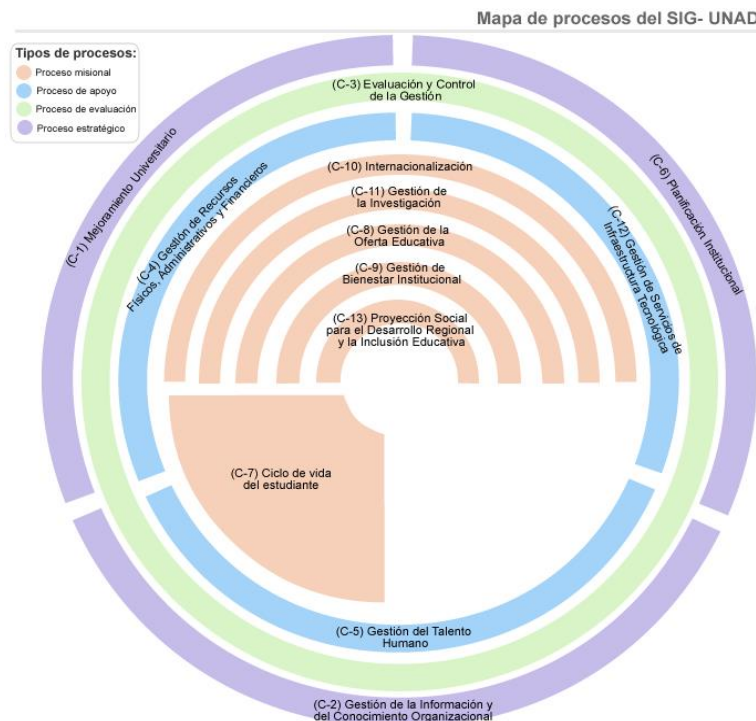 Mapa de procesos del SIG- UNAD
Tipos de procesos:
Proceso misional
Proceso de apoyo
Proceso de evaluación
Proceso estratégico
(C-3) Evaluación y Control
de la Gestión
(C-1) Mejoramiento Universitario
(C-6) Planificación Institucional
(C-4) Gestión de Recursos
Físicos, Administrativos y Financieros
(C-12) Gestión de Servicios de
Infraestructura Tecnológica
(C-10) Internacionalización
(C-11) Gestión de
la Investigación
(C-8) Gestión de la
Oferta Educativa
(C-9) Gestión de
Bienestar Institucional
(C-13) Proyección Social
para el Desarrollo Regional
y la Inclusión Educativa
(C-7) Ciclo de vida
del estudiante
(C-5) Gestión del Talento
Humano
(C-2) Gestión de la Información y
del Conocimiento Organizacional